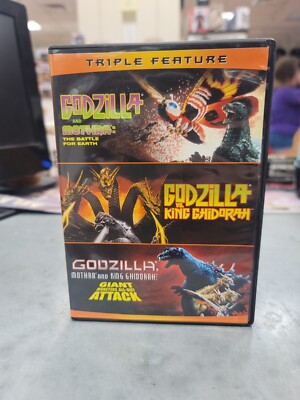 TRIPLE FEATURE
GODZILLA
AND
MOTHRA:
THE BATTLE
FOR EARTH
GODZILLA
VS.
KING GHIDORAH
GODZILLA,
MOTHRA AND KING GHIDORAH:
GIANT
MONSTERS ALL-OUT
ATTACK